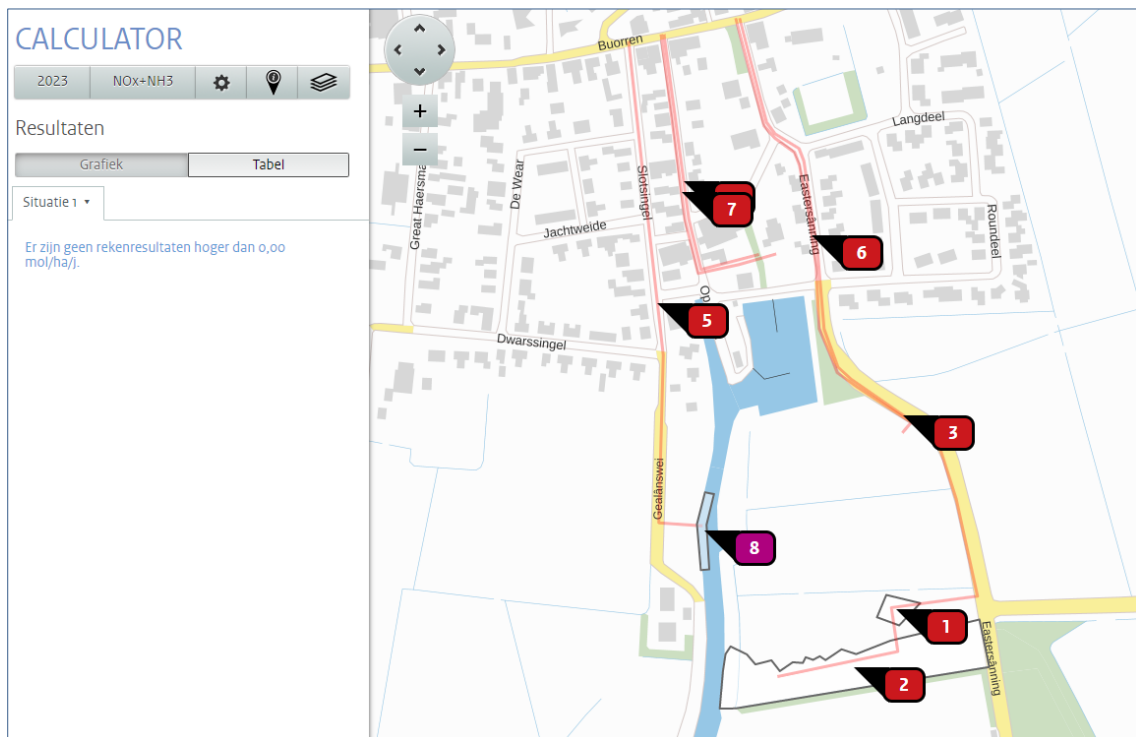 CALCULATOR
2023
NOx+NH3
Resultaten
Grafiek
Tabel
Situatie 1
Er zijn geen rekenresultaten hoger dan 0,00
mol/ha/j.
+
−
Buorren
Langdeel
De Wear
Slotsingel
Great Haersma
Eastersânning
Roundeel
7
Jachtweide
6
Op
5
Dwarssingel
3
Gealânswei
8
1
Eastersânning
2